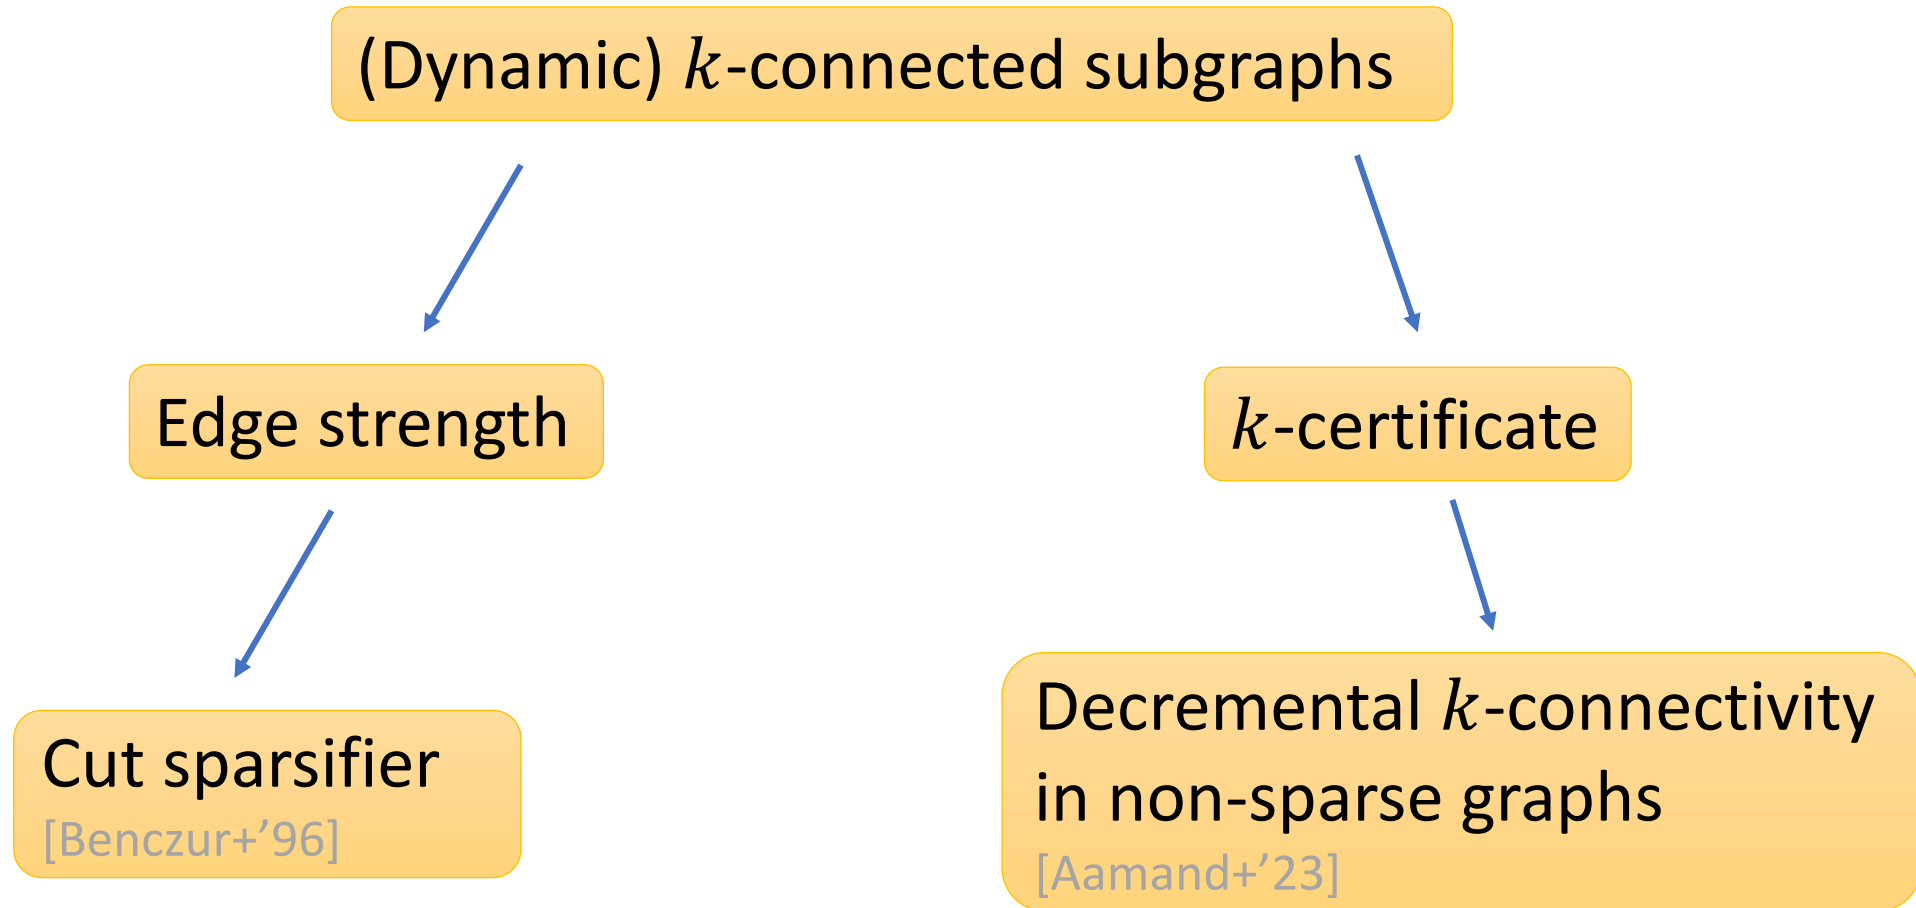 (Dynamic) k-connected subgraphs
Edge strength
k-certificate
Cut sparsifier
[Benczur+’96]
Decremental k-connectivity
in non-sparse graphs
[Aamand+’23]